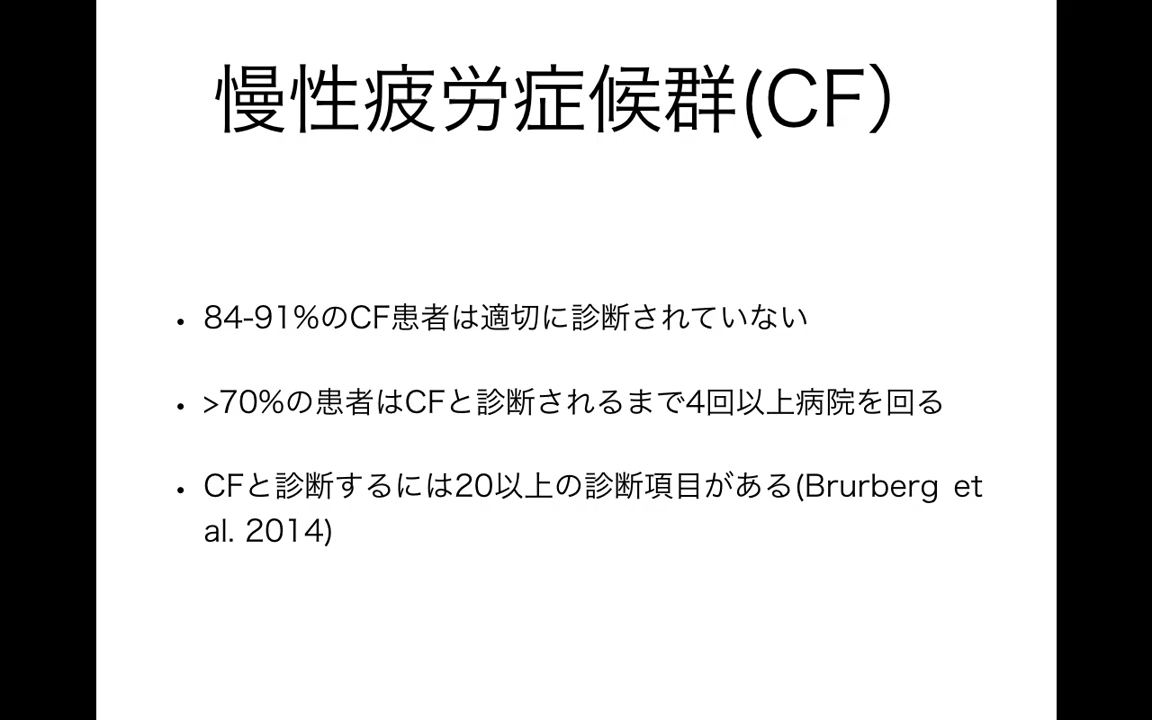 慢性疲労症候群(CF）
• 84-91%のCF患者は適切に診断されていない
• >70%の患者はCFと診断されるまで4回以上病院を回る
• CFと診断するには20以上の診断項目がある(Brurberg et
al. 2014)